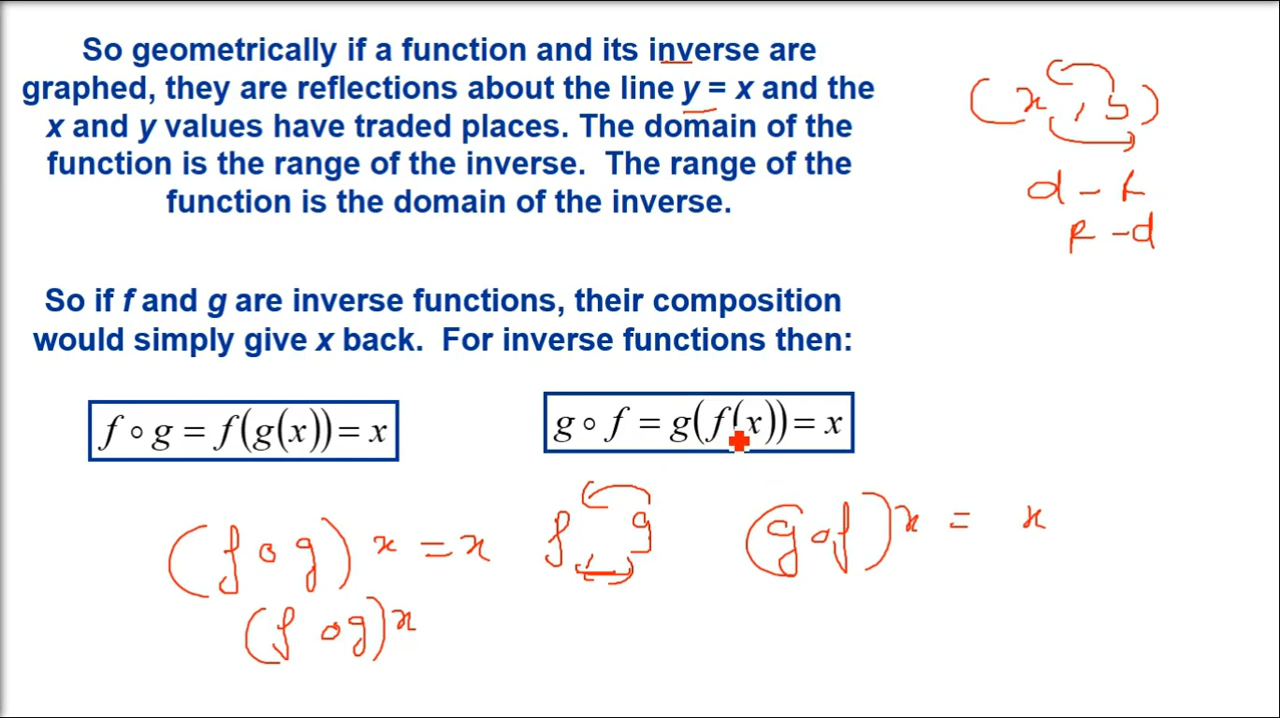 So geometrically if a function and its inverse are
graphed, they are reflections about the line y = x and the
x and y values have traded places. The domain of the
function is the range of the inverse. The range of the
function is the domain of the inverse.
(x , y)
d - r
R - d
So if f and g are inverse functions, their composition
would simply give x back. For inverse functions then:
f ∘ g = f(g(x)) = x
g ∘ f = g(f(x)) = x
(f o g) x = x
f g
(g o f) x = x
(f o g) x